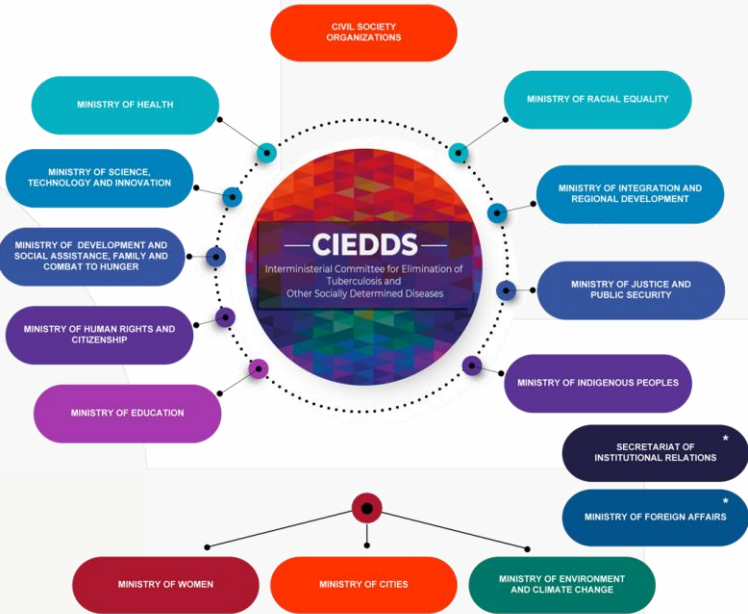 CIVIL SOCIETY
ORGANIZATIONS
MINISTRY OF HEALTH
MINISTRY OF RACIAL EQUALITY
MINISTRY OF SCIENCE,
TECHNOLOGY AND INNOVATION
MINISTRY OF INTEGRATION AND
REGIONAL DEVELOPMENT
MINISTRY OF DEVELOPMENT AND
SOCIAL ASSISTANCE, FAMILY AND
COMBAT TO HUNGER
CIEDDS
Interministerial Committee for Elimination of
Tuberculosis and
Other Socially Determined Diseases
MINISTRY OF JUSTICE AND
PUBLIC SECURITY
MINISTRY OF HUMAN RIGHTS AND
CITIZENSHIP
MINISTRY OF INDIGENOUS PEOPLES
MINISTRY OF EDUCATION
SECRETARIAT OF *
INSTITUTIONAL RELATIONS
MINISTRY OF FOREIGN AFFAIRS *
MINISTRY OF WOMEN
MINISTRY OF CITIES
MINISTRY OF ENVIRONMENT
AND CLIMATE CHANGE